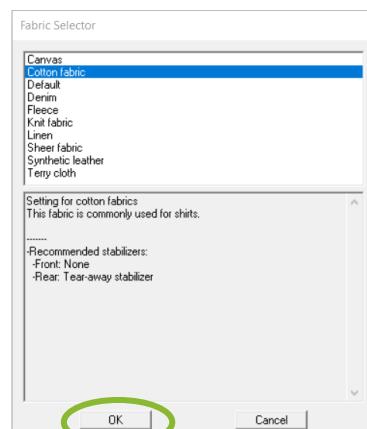 Fabric Selector
Canvas
Cotton fabric
Default
Denim
Fleece
Knit fabric
Linen
Sheer fabric
Synthetic leather
Terry cloth
Setting for cotton fabrics
This fabric is commonly used for shirts.
-------
-Recommended stabilizers:
-Front: None
-Rear: Tear-away stabilizer
OK
Cancel